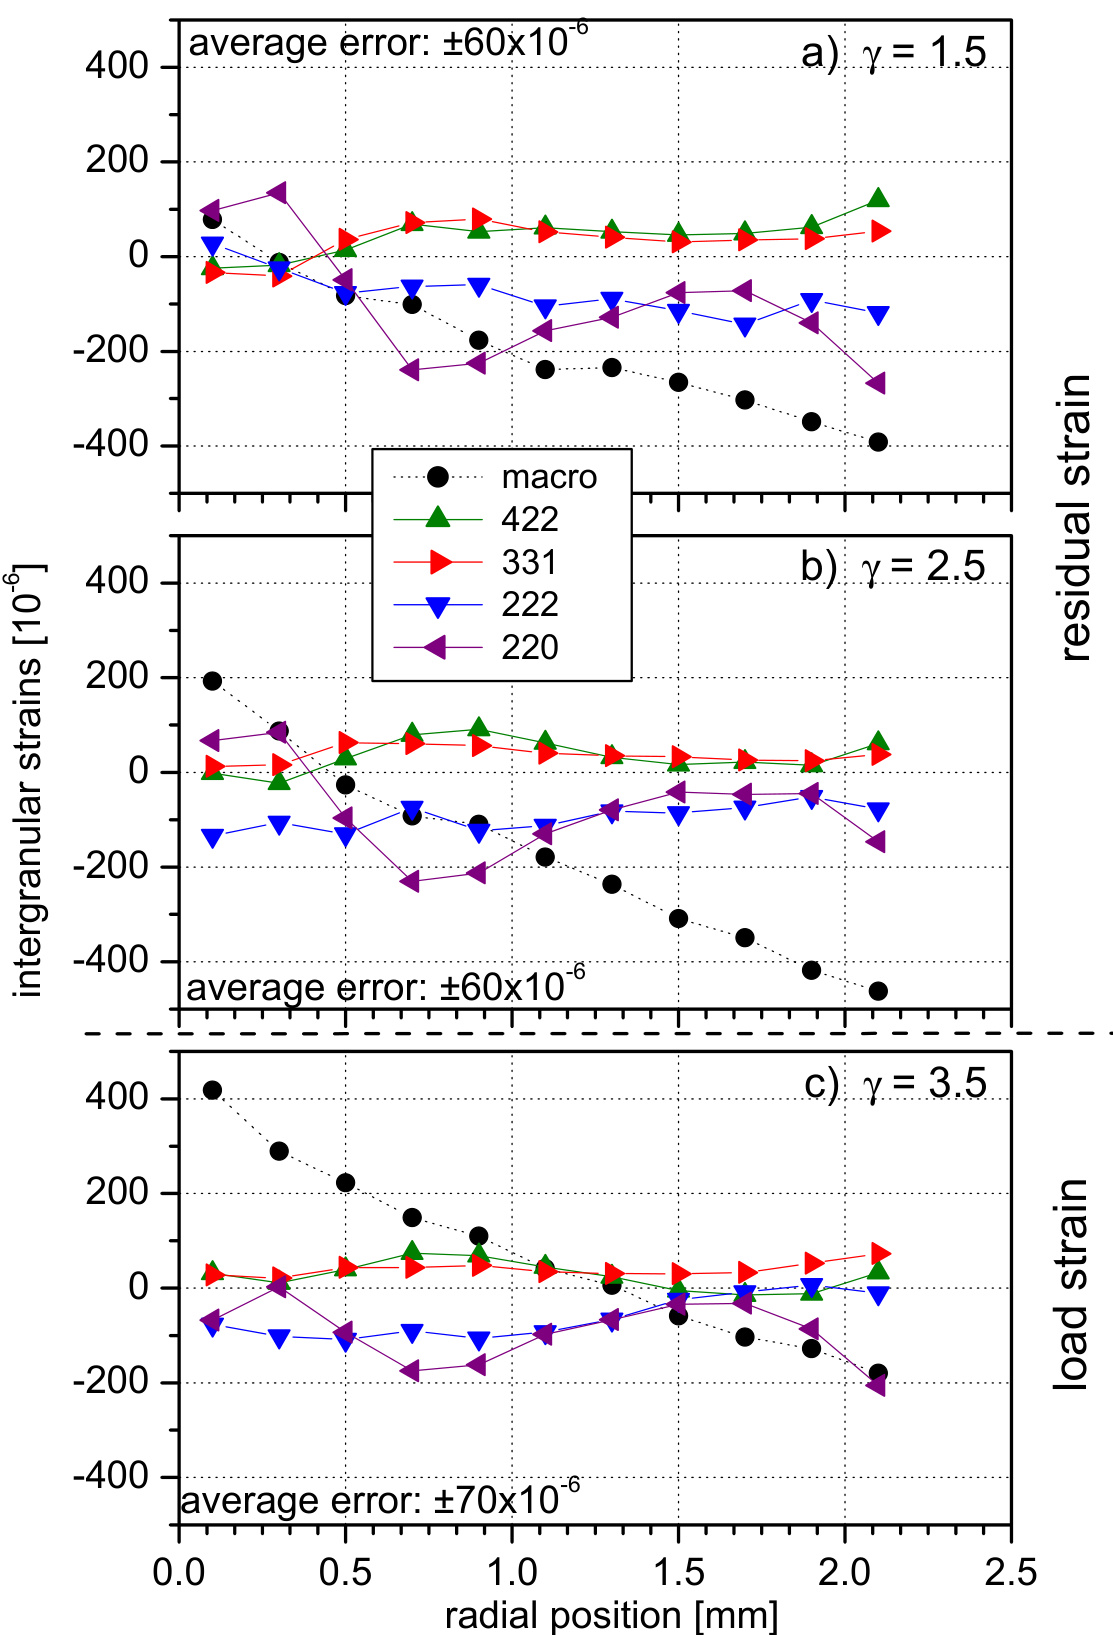 average error: ±60x10⁻⁶
a) γ = 1.5
400
200
0
-200
-400
macro
422
331
222
220
residual strain
b) γ = 2.5
400
200
0
-200
-400
average error: ±60x10⁻⁶
intergranular strains [10⁻⁶]
c) γ = 3.5
400
200
0
-200
-400
average error: ±70x10⁻⁶
load strain
0.0 0.5 1.0 1.5 2.0 2.5
radial position [mm]